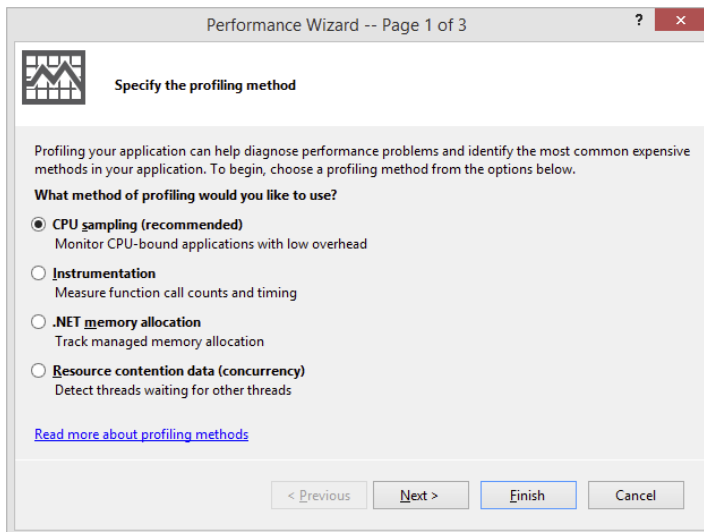 Performance Wizard -- Page 1 of 3
?
×
Specify the profiling method
Profiling your application can help diagnose performance problems and identify the most common expensive
methods in your application. To begin, choose a profiling method from the options below.
What method of profiling would you like to use?
CPU sampling (recommended)
Monitor CPU-bound applications with low overhead
Instrumentation
Measure function call counts and timing
.NET memory allocation
Track managed memory allocation
Resource contention data (concurrency)
Detect threads waiting for other threads
Read more about profiling methods
< Previous
Next >
Finish
Cancel